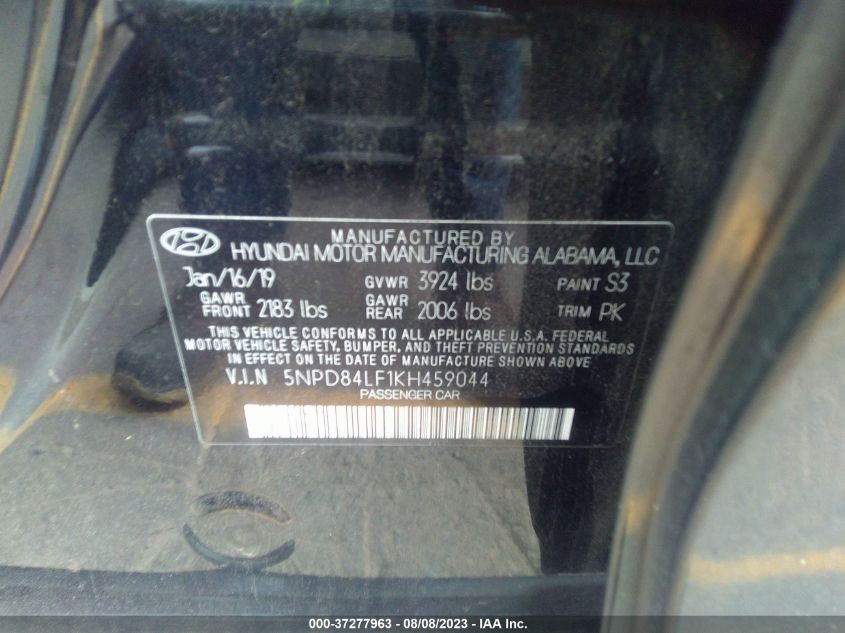 MANUFACTURED BY
HYUNDAI MOTOR MANUFACTURING ALABAMA, LLC
Jan/16/19 GVWR 3924 lbs PAINT S3
GAWR FRONT 2183 lbs GAWR REAR 2006 lbs TRIM PK
THIS VEHICLE CONFORMS TO ALL APPLICABLE U.S.A. FEDERAL
MOTOR VEHICLE SAFETY, BUMPER, AND THEFT PREVENTION STANDARDS
IN EFFECT ON THE DATE OF MANUFACTURE SHOWN ABOVE
V.I.N 5NPD84LF1KH459044
PASSENGER CAR
000-37277963 - 08/08/2023 - IAA Inc.